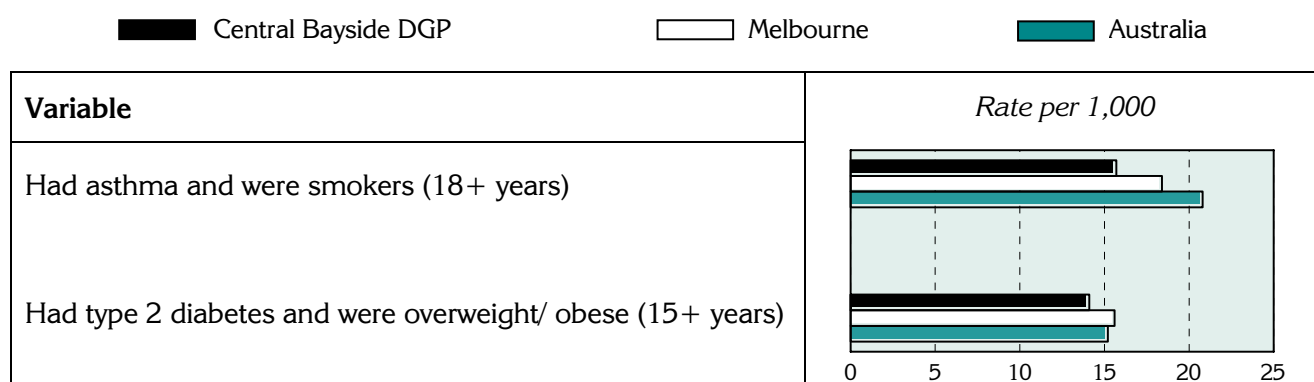 Central Bayside DGP Melbourne Australia
Variable Rate per 1,000
Had asthma and were smokers (18+ years)
Had type 2 diabetes and were overweight/ obese (15+ years)
0 5 10 15 20 25